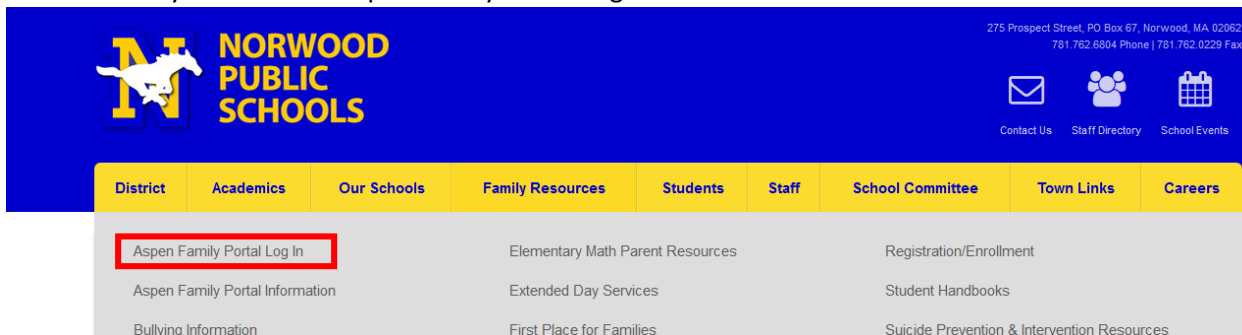 275 Prospect Street, PO Box 67, Norwood, MA 02062
781.762.6804 Phone | 781.762.0229 Fax
N
NORWOOD
PUBLIC
SCHOOLS
Contact Us Staff Directory School Events
District Academics Our Schools Family Resources Students Staff School Committee Town Links Careers
Aspen Family Portal Log In Elementary Math Parent Resources Registration/Enrollment
Aspen Family Portal Information Extended Day Services Student Handbooks
Bullying Information First Place for Families Suicide Prevention & Intervention Resources